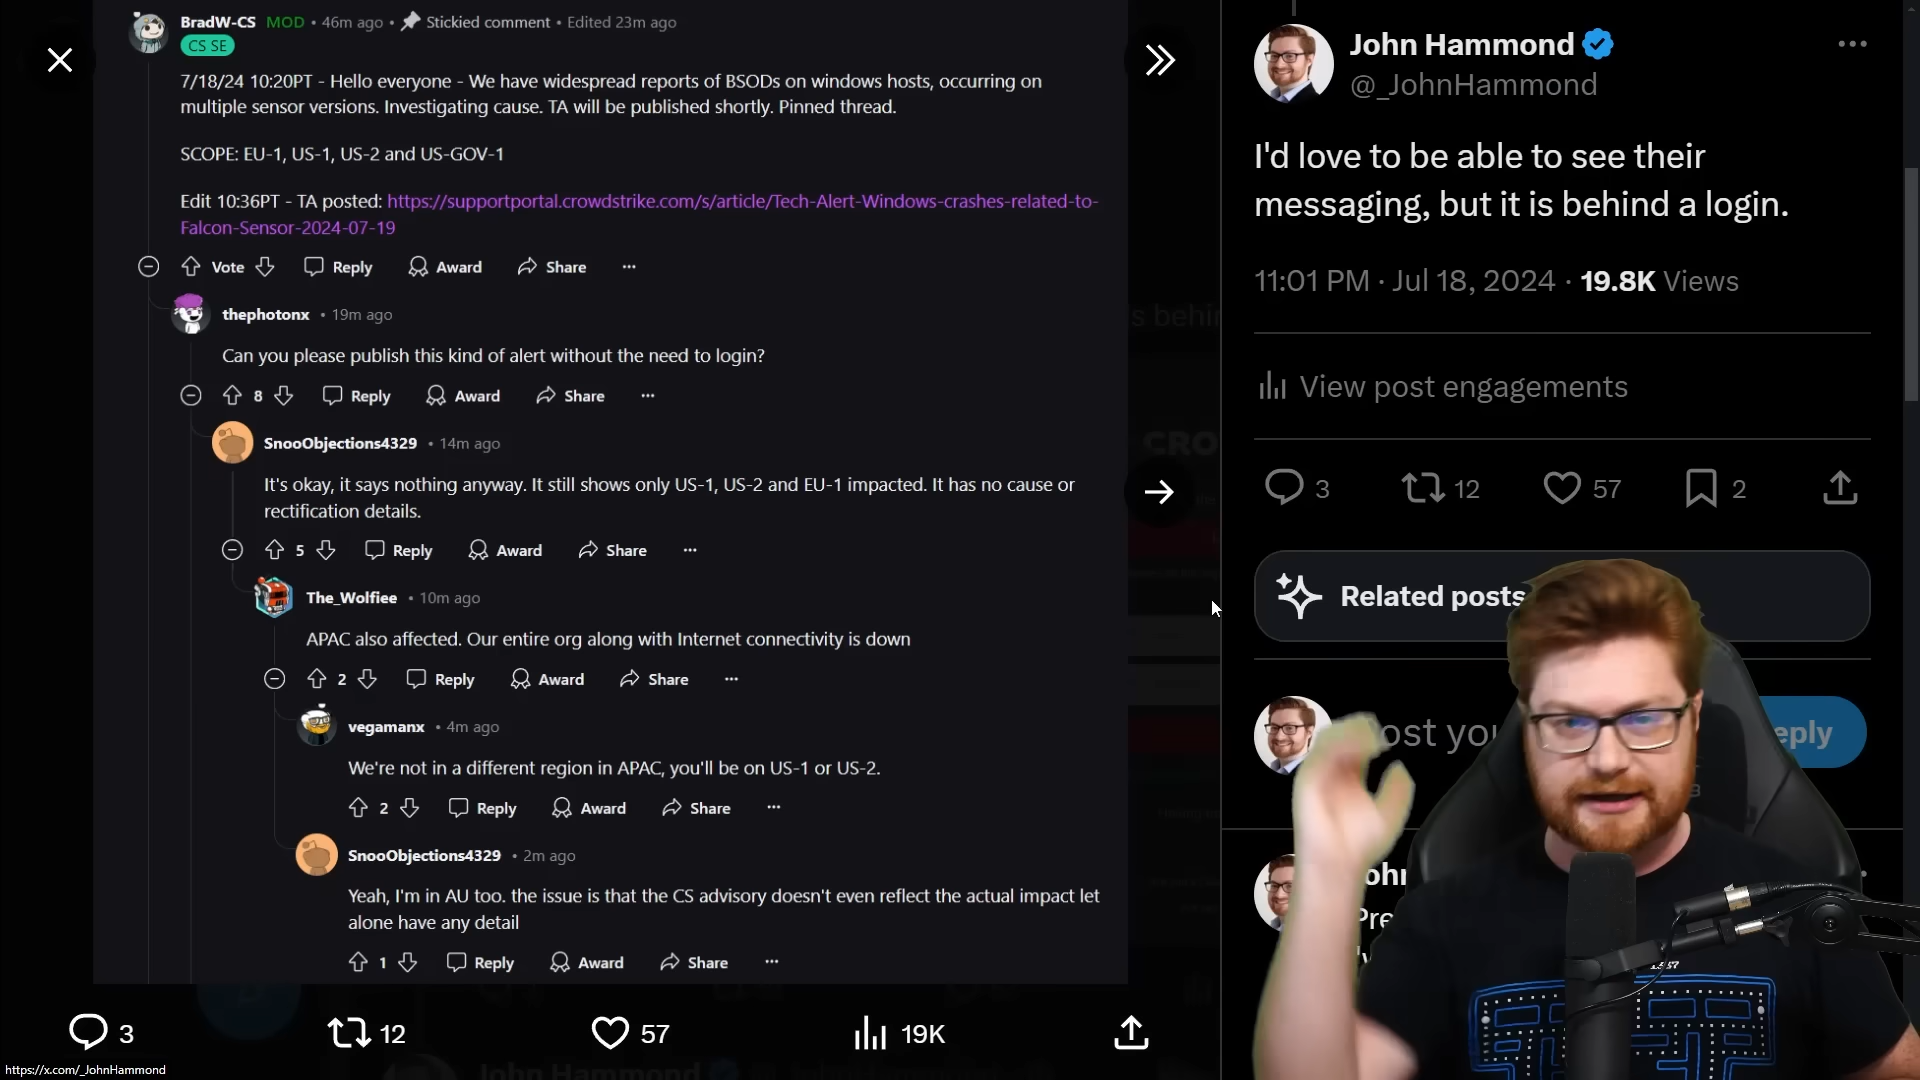 BradW-CS MOD • 46m ago • Stickied comment • Edited 23m ago
CS SE
7/18/24 10:20PT - Hello everyone - We have widespread reports of BSODs on windows hosts, occurring on
multiple sensor versions. Investigating cause. TA will be published shortly. Pinned thread.
SCOPE: EU-1, US-1, US-2 and US-GOV-1
Edit 10:36PT - TA posted: https://supportportal.crowdstrike.com/s/article/Tech-Alert-Windows-crashes-related-to-
Falcon-Sensor-2024-07-19
Vote Reply Award Share ...
thephotonx • 19m ago
Can you please publish this kind of alert without the need to login?
8 Reply Award Share ...
SnooObjections4329 • 14m ago
It's okay, it says nothing anyway. It still shows only US-1, US-2 and EU-1 impacted. It has no cause or
rectification details.
5 Reply Award Share ...
The_Wolfiee • 10m ago
APAC also affected. Our entire org along with Internet connectivity is down
2 Reply Award Share ...
vegamanx • 4m ago
We're not in a different region in APAC, you'll be on US-1 or US-2.
2 Reply Award Share ...
SnooObjections4329 • 2m ago
Yeah, I'm in AU too. the issue is that the CS advisory doesn't even reflect the actual impact let
alone have any detail
1 Reply Award Share ...
3 12 57 19K
https://x.com/_JohnHammond
John Hammond
@_JohnHammond
I'd love to be able to see their
messaging, but it is behind a login.
11:01 PM · Jul 18, 2024 · 19.8K Views
View post engagements
3 12 57 2
Related posts
ost you
eply
John Hammond
CRO
s behin
1337